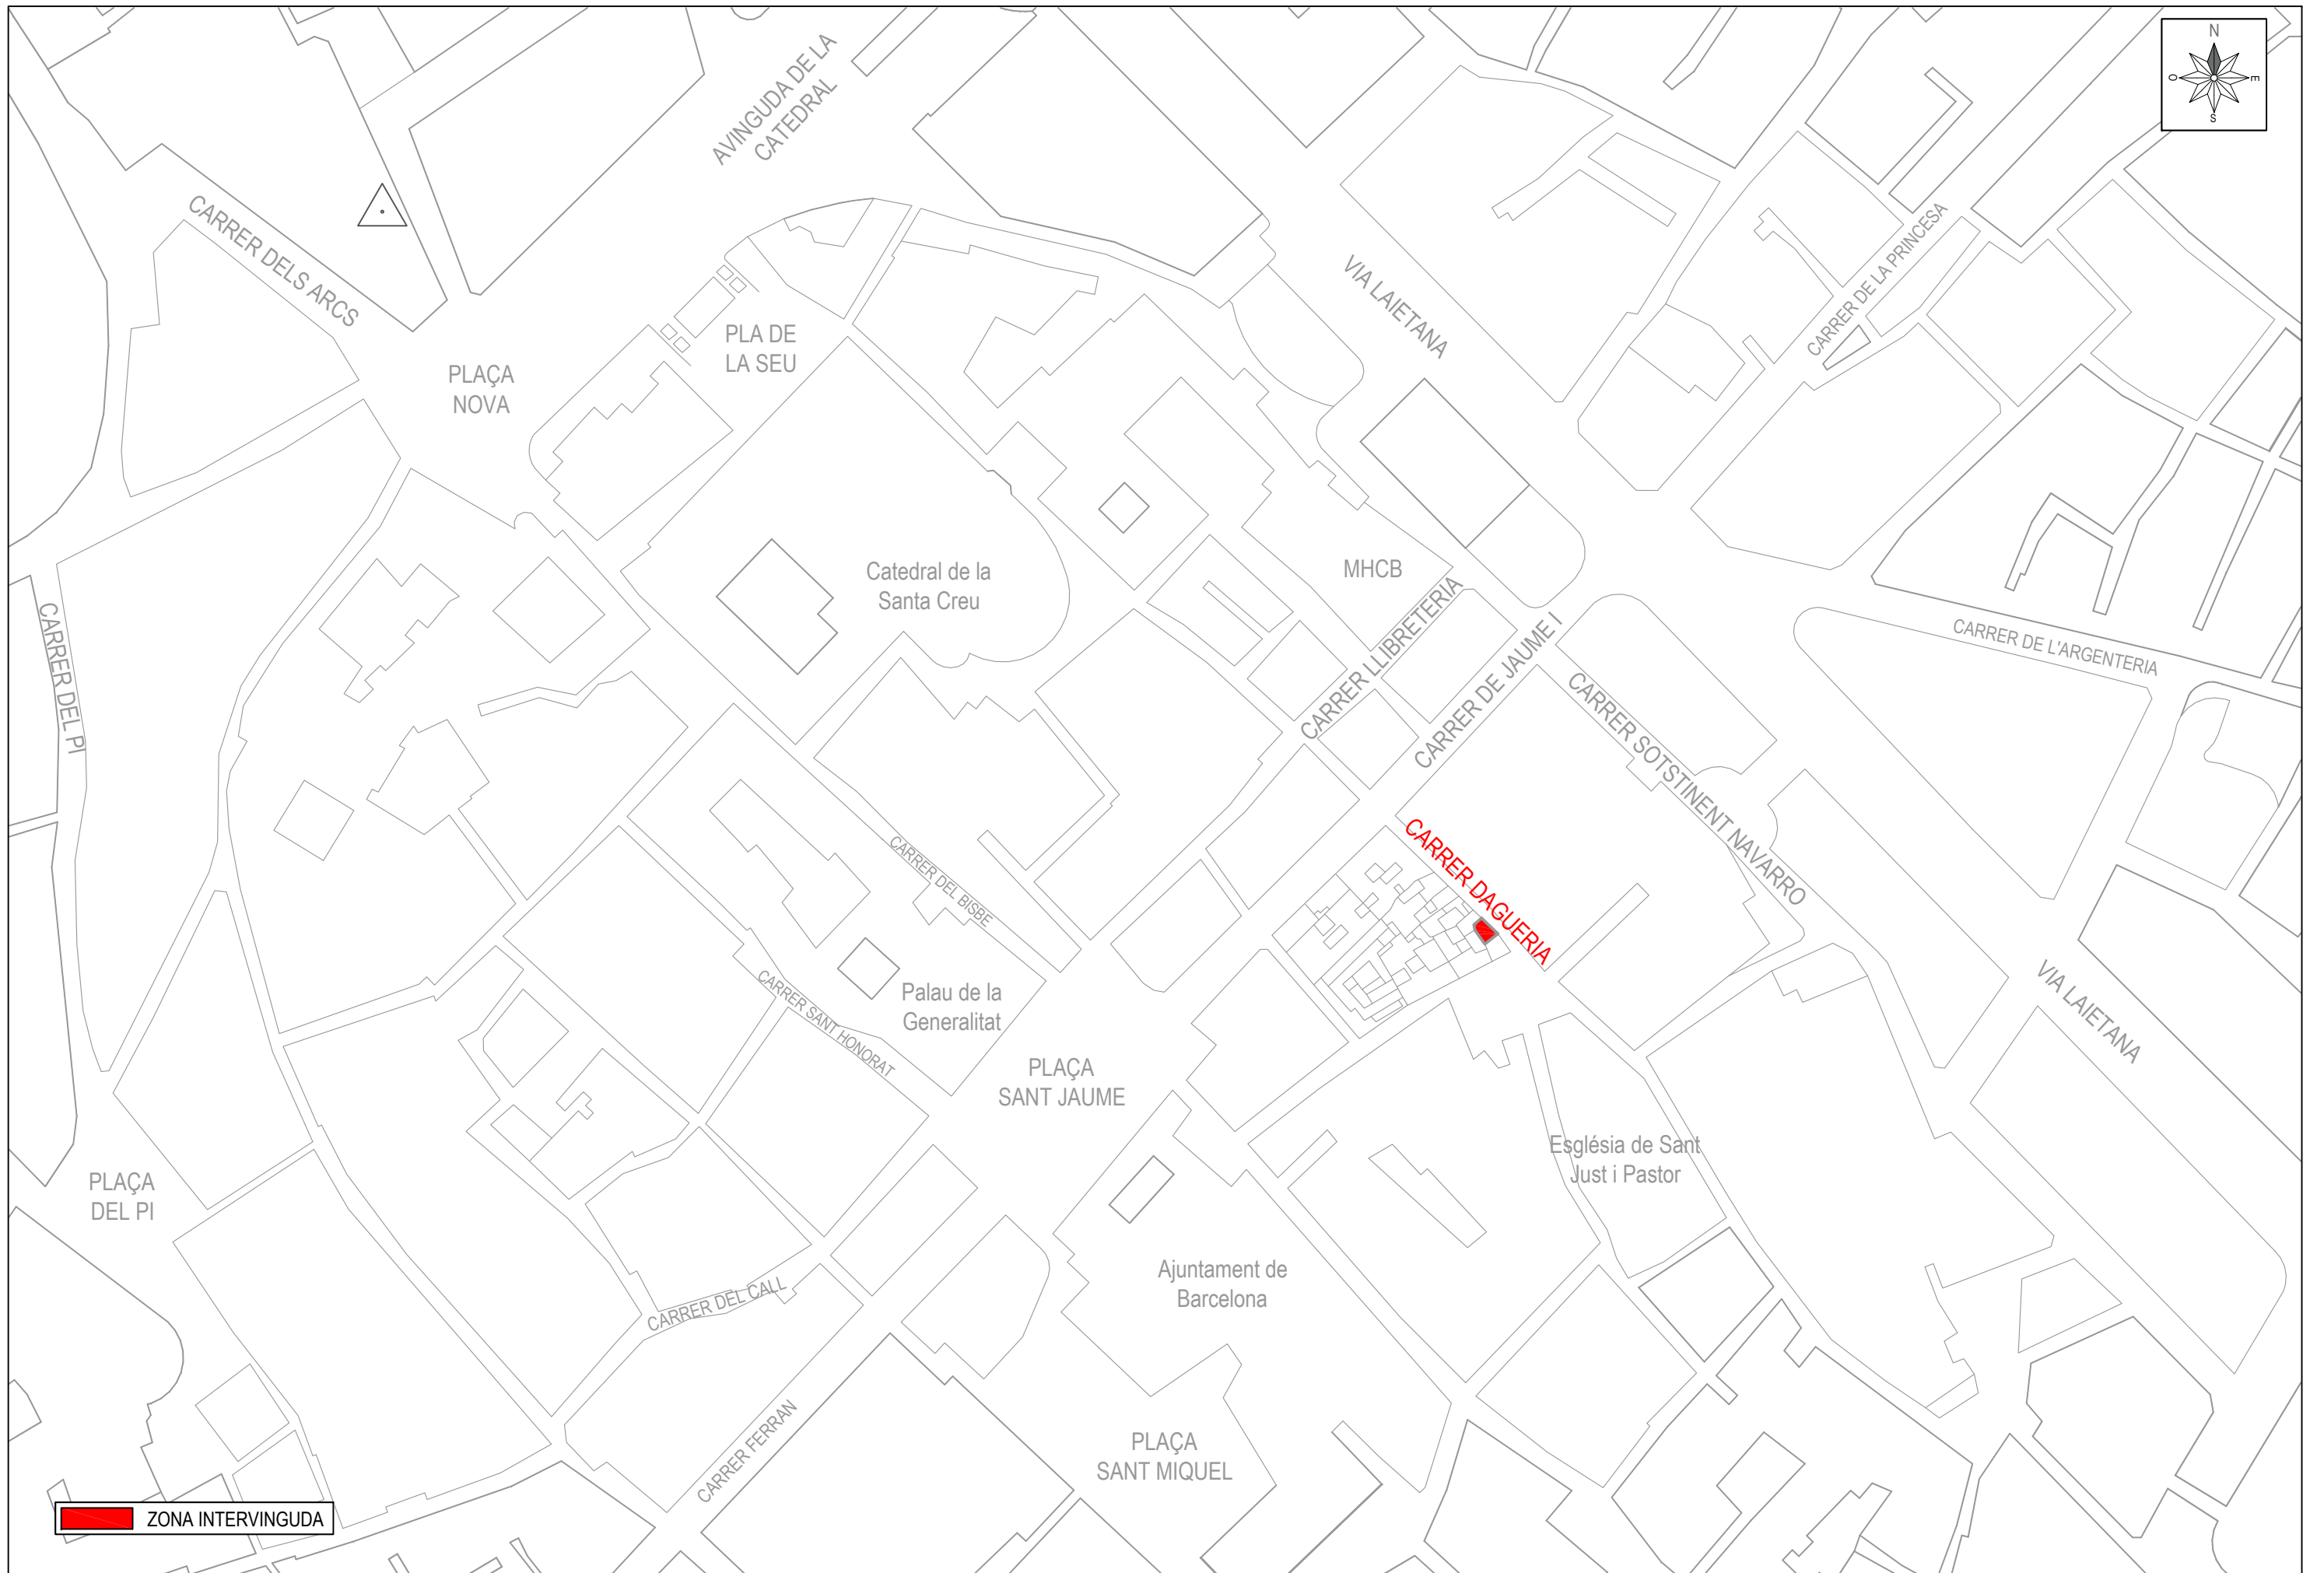 N
O
E
S
AVINGUDA DE LA
CATEDRAL
CARRER DELS ARCS
CARRER DE LA PRINCESA
VIA LAIETANA
PLA DE
LA SEU
PLAÇA
NOVA
Catedral de la
Santa Creu
MHCB
CARRER LLIBRETERIA
CARRER DE JAUME I
CARRER DE L'ARGENTERIA
CARRER DEL PI
CARRER SOTSTINENT NAVARRO
CARRER DAGUERIA
CARRER DEL BISBE
CARRER SANT HONORAT
Palau de la
Generalitat
VIA LAIETANA
PLAÇA
SANT JAUME
Església de Sant
Just i Pastor
PLAÇA
DEL PI
Ajuntament de
Barcelona
CARRER DEL CALL
CARRER FERRAN
PLAÇA
SANT MIQUEL
ZONA INTERVINGUDA